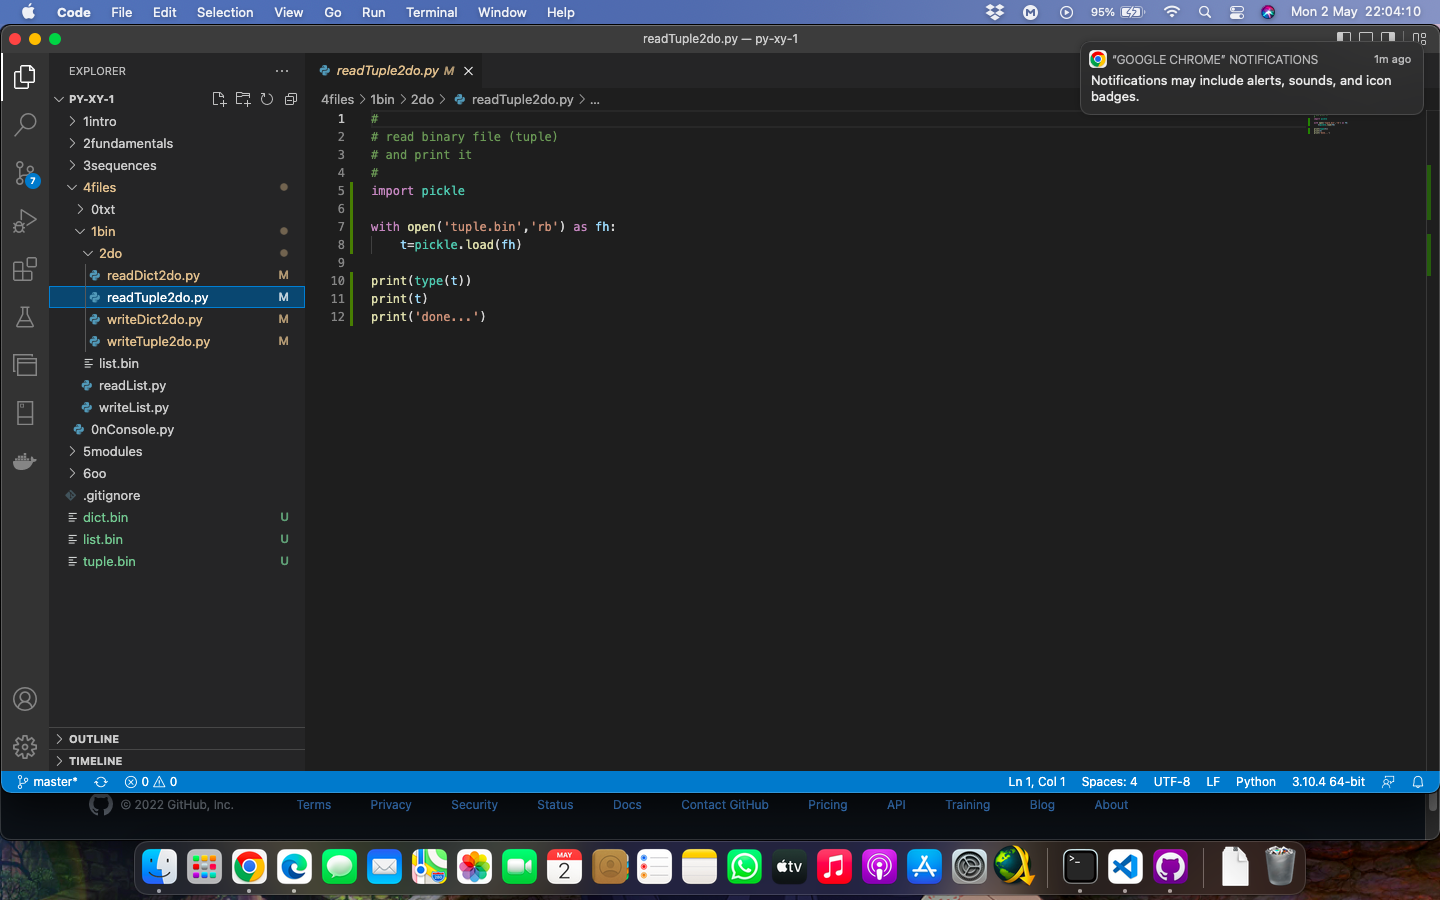 Code File Edit Selection View Go Run Terminal Window Help 95% Mon 2 May 22:04:10
readTuple2do.py — py-xy-1
"GOOGLE CHROME" NOTIFICATIONS 1m ago
Notifications may include alerts, sounds, and icon
badges.
EXPLORER
PY-XY-1
1intro
2fundamentals
3sequences
4files
0txt
1bin
2do
readDict2do.py M
readTuple2do.py M
writeDict2do.py M
writeTuple2do.py M
list.bin
readList.py
writeList.py
0nConsole.py
5modules
6oo
.gitignore
dict.bin U
list.bin U
tuple.bin U
OUTLINE
TIMELINE
7
readTuple2do.py M
4files > 1bin > 2do > readTuple2do.py > ...
1 #
2 # read binary file (tuple)
3 # and print it
4 #
5 import pickle
6
7 with open('tuple.bin','rb') as fh:
8     t=pickle.load(fh)
9
10 print(type(t))
11 print(t)
12 print('done...')
master* 0 0 Ln 1, Col 1 Spaces: 4 UTF-8 LF Python 3.10.4 64-bit
© 2022 GitHub, Inc. Terms Privacy Security Status Docs Contact GitHub Pricing API Training Blog About
MAY
2
tv